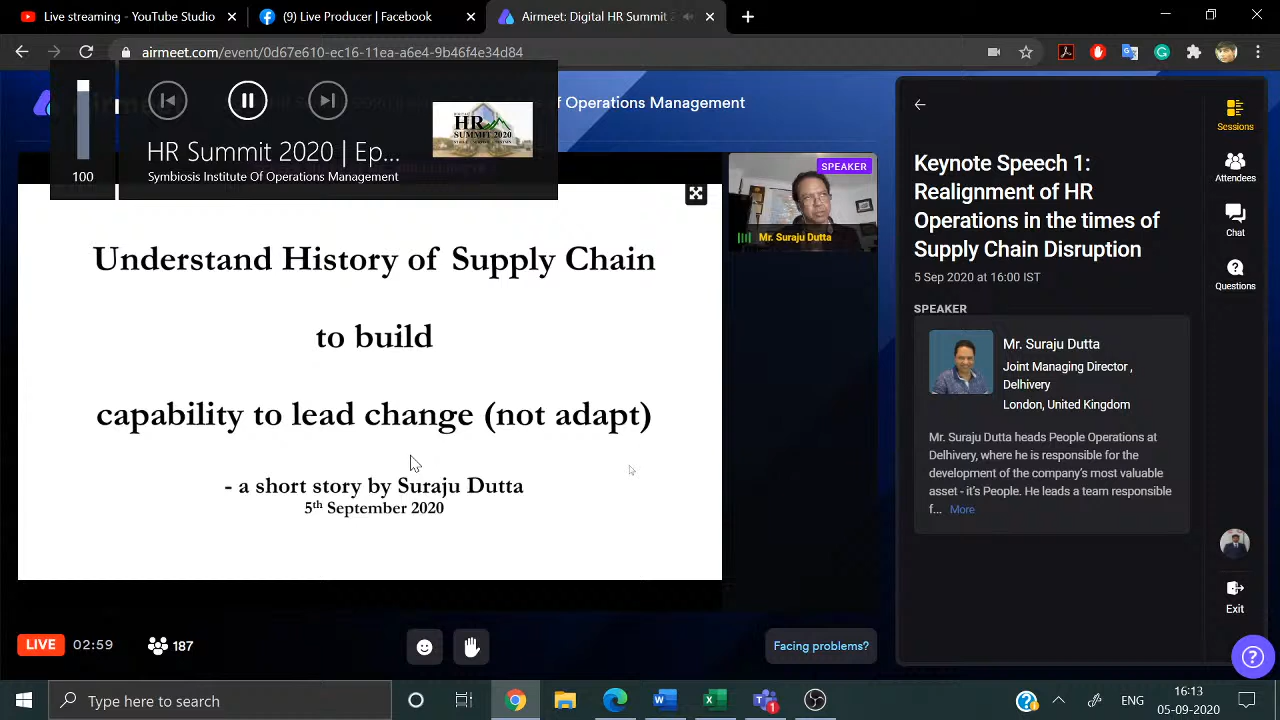 Live streaming - YouTube Studio
(9) Live Producer | Facebook
Airmeet: Digital HR Summit 2
airmeet.com/event/0d67e610-ec16-11ea-a6e9-9b46f4e34d84
of Operations Management
100
HR Summit 2020 | Ep...
Symbiosis Institute Of Operations Management
HR
SUMMIT 2020
SPEAKER
Mr. Suraju Dutta
Understand History of Supply Chain
to build
capability to lead change (not adapt)
- a short story by Suraju Dutta
5th September 2020
Keynote Speech 1:
Realignment of HR
Operations in the times of
Supply Chain Disruption
5 Sep 2020 at 16:00 IST
SPEAKER
Mr. Suraju Dutta
Joint Managing Director ,
Delhivery
London, United Kingdom
Mr. Suraju Dutta heads People Operations at
Delhivery, where he is responsible for the
development of the company's most valuable
asset - it's People. He leads a team responsible
f... More
Sessions
Attendees
Chat
Questions
Exit
LIVE 02:59 187
Facing problems?
Type here to search
1
ENG
16:13
05-09-2020